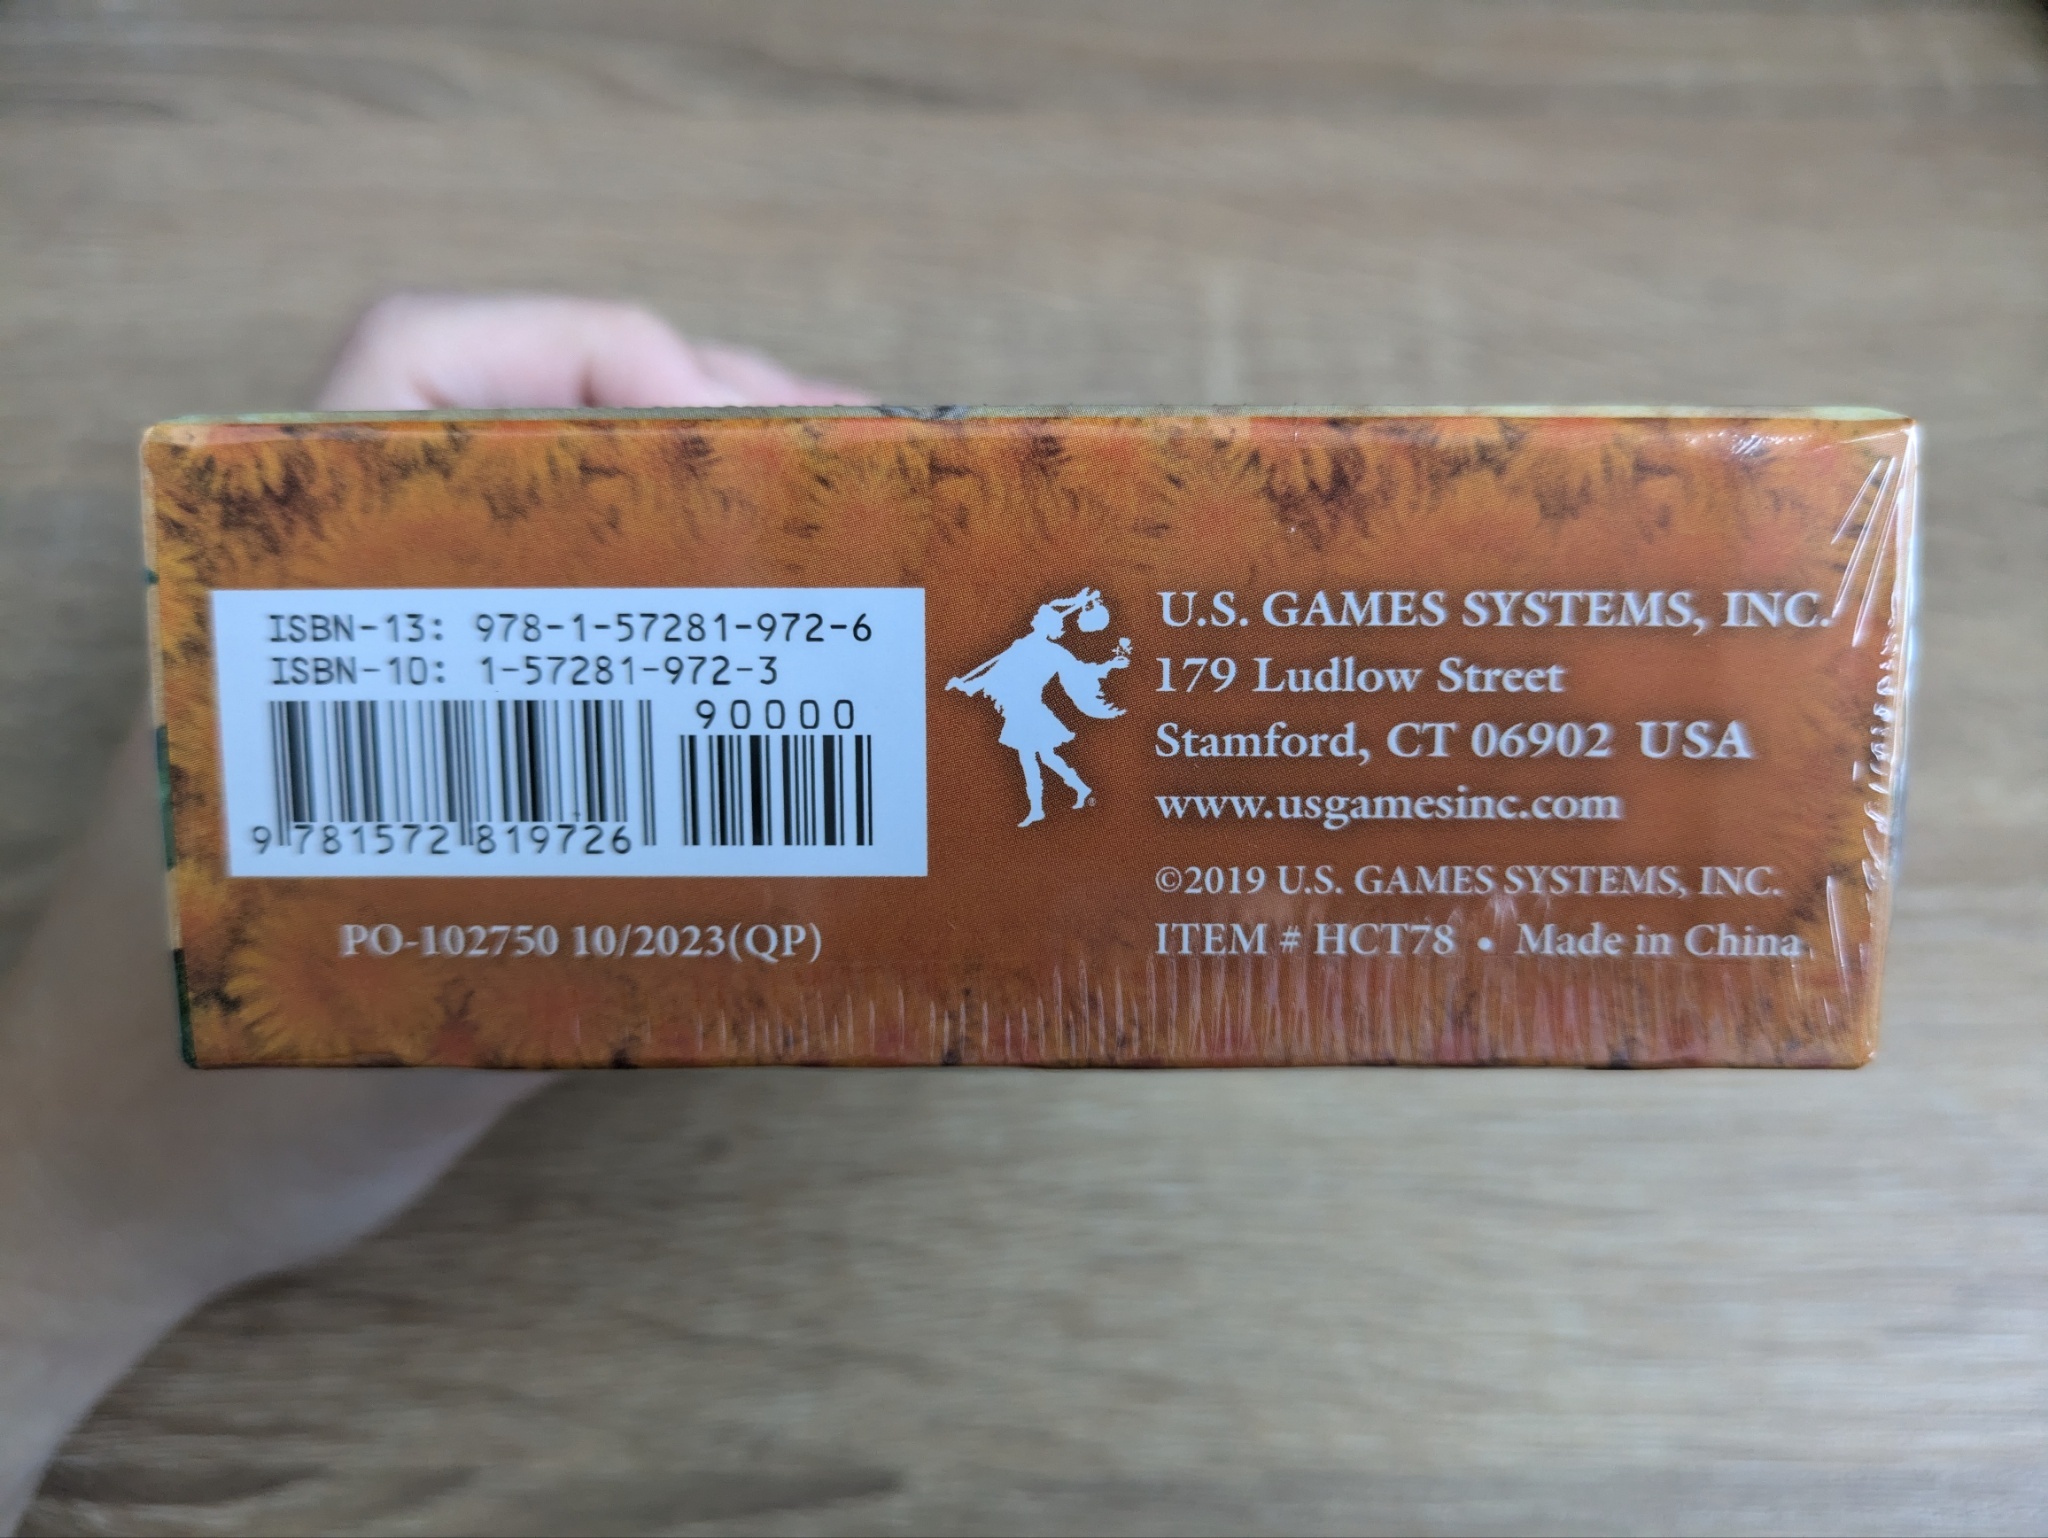 ISBN-13: 978-1-57281-972-6
ISBN-10: 1-57281-972-3
90000
9 781572 819726
PO-102750 10/2023(QP)
U.S. GAMES SYSTEMS, INC.
179 Ludlow Street
Stamford, CT 06902 USA
www.usgamesinc.com
©2019 U.S. GAMES SYSTEMS, INC.
ITEM # HCT78 • Made in China